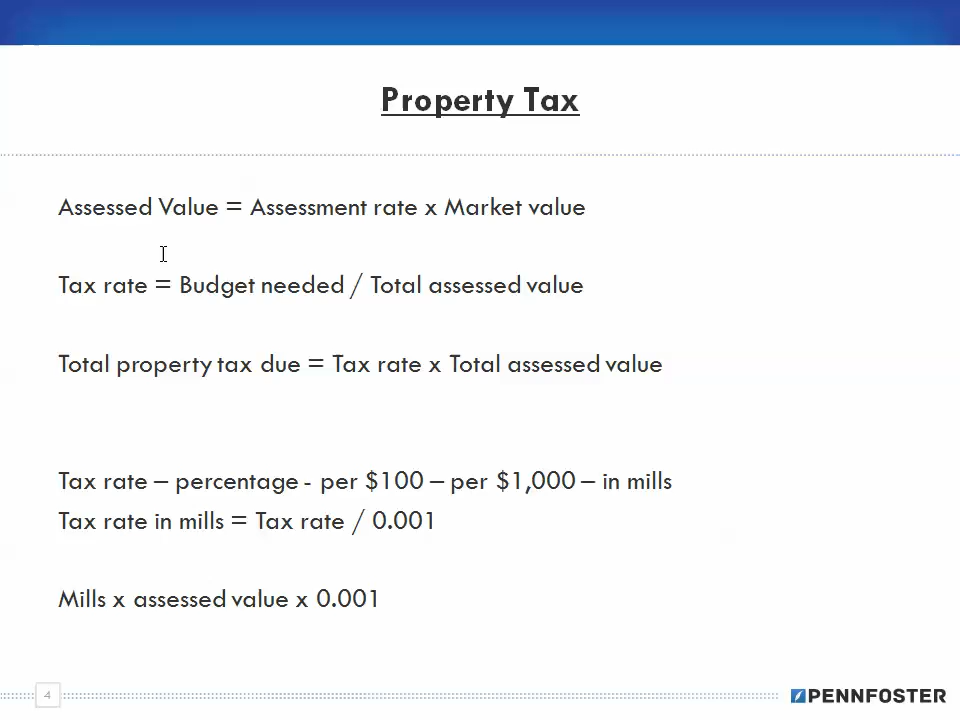 Property Tax
Assessed Value = Assessment rate x Market value
Tax rate = Budget needed / Total assessed value
Total property tax due = Tax rate x Total assessed value
Tax rate – percentage - per $100 – per $1,000 – in mills
Tax rate in mills = Tax rate / 0.001
Mills x assessed value x 0.001
4
PENNFOSTER